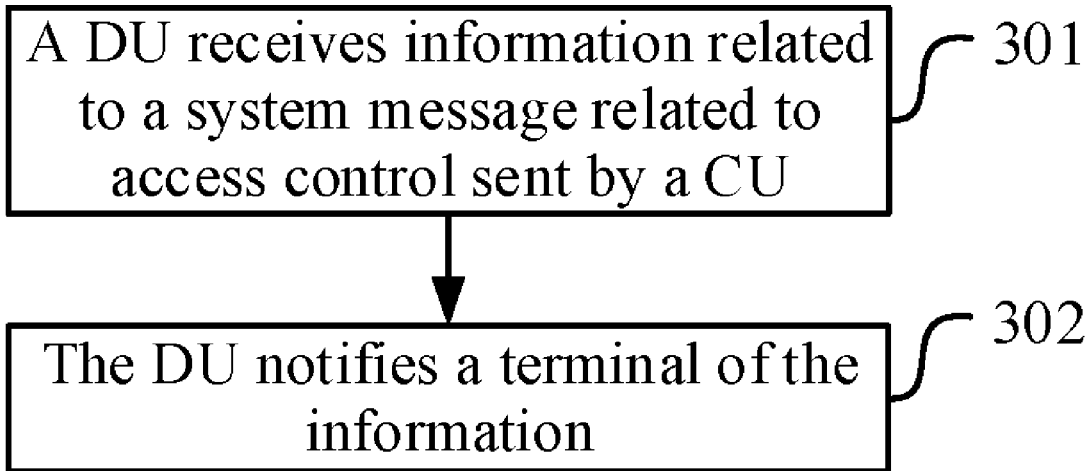 A DU receives information related
to a system message related to
access control sent by a CU
301
The DU notifies a terminal of the
information
302